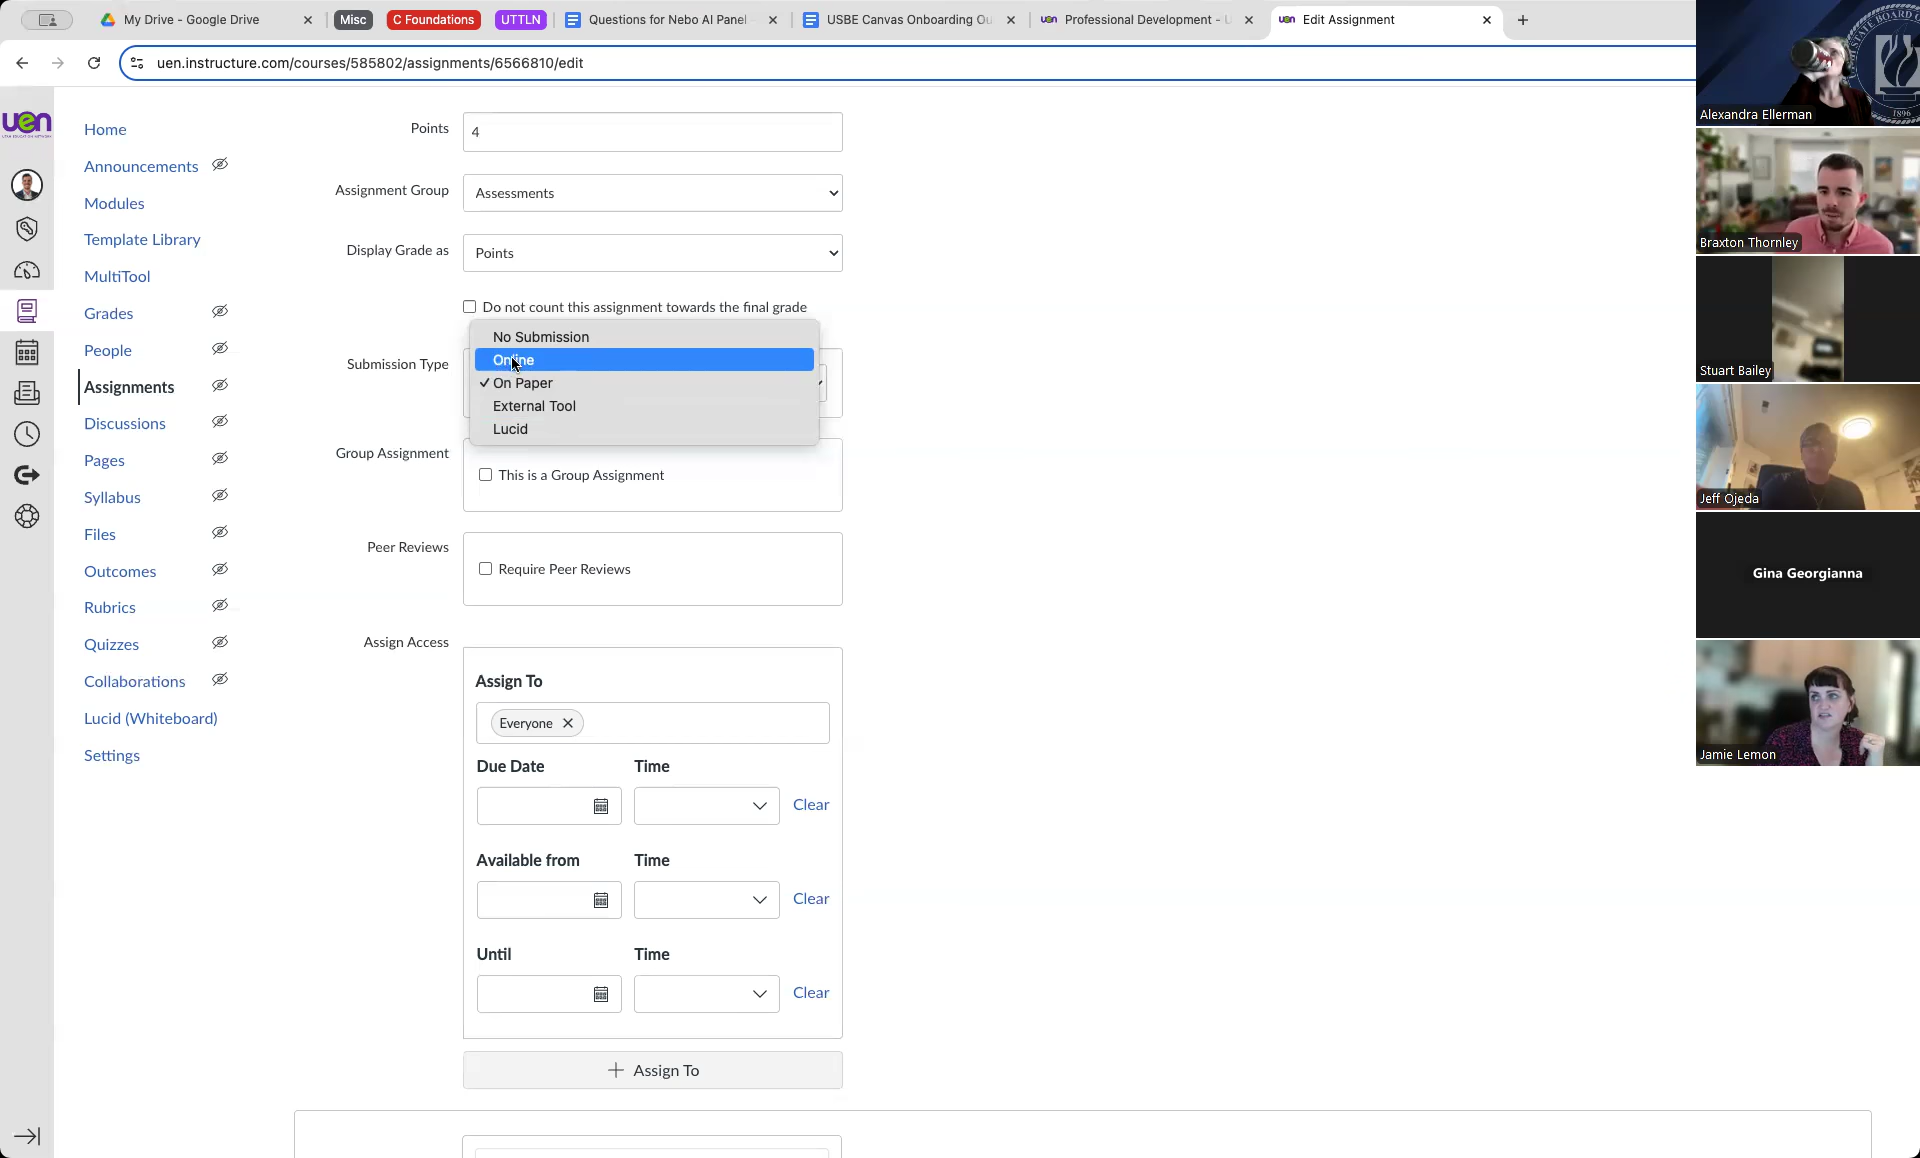 My Drive - Google Drive
Misc
C Foundations
UTTLN
Questions for Nebo AI Panel
USBE Canvas Onboarding Ou
Professional Development - U
Edit Assignment
uen.instructure.com/courses/585802/assignments/6566810/edit
uen
Home
Announcements
Modules
Template Library
MultiTool
Grades
People
Assignments
Discussions
Pages
Syllabus
Files
Outcomes
Rubrics
Quizzes
Collaborations
Lucid (Whiteboard)
Settings
Points
4
Assignment Group
Assessments
Display Grade as
Points
Do not count this assignment towards the final grade
Submission Type
No Submission
Online
On Paper
External Tool
Lucid
Group Assignment
This is a Group Assignment
Peer Reviews
Require Peer Reviews
Assign Access
Assign To
Everyone
Due Date
Time
Clear
Available from
Time
Clear
Until
Time
Clear
Assign To
STATE BOARD
1896
Alexandra Ellerman
Braxton Thornley
Stuart Bailey
Jeff Ojeda
Gina Georgianna
Jamie Lemon